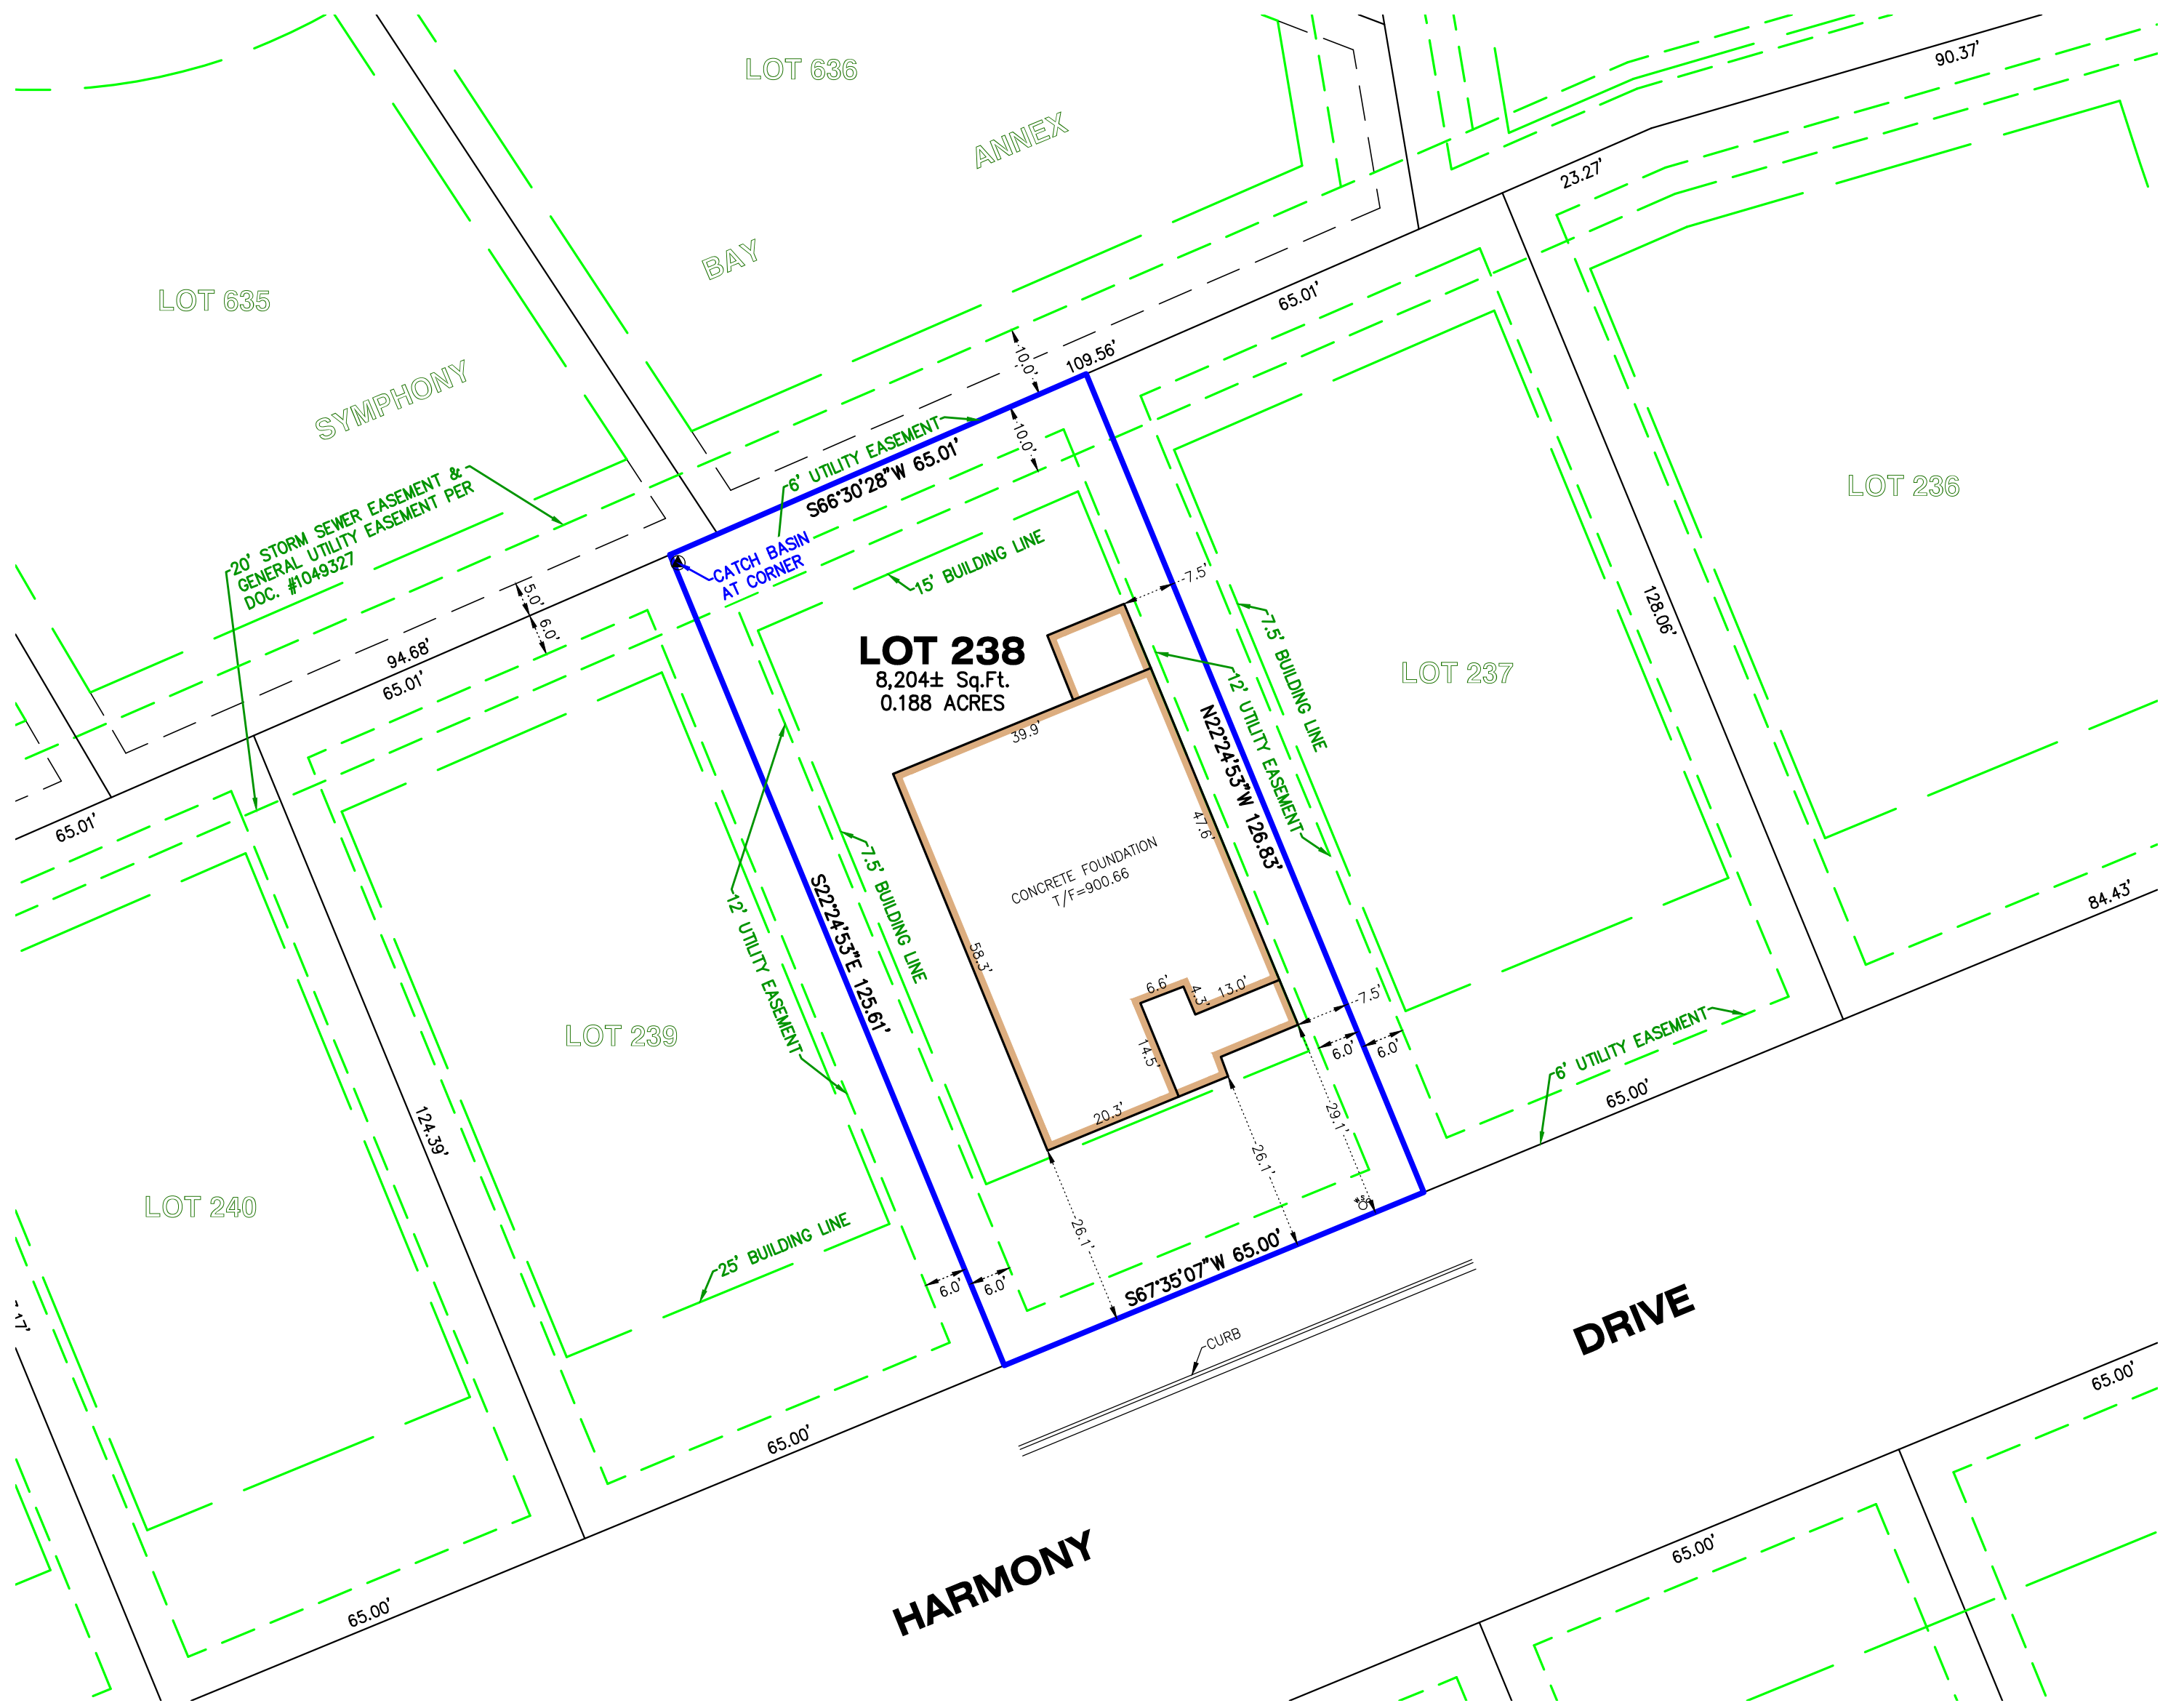 LOT 636
90.37'
ANNEX
23.27'
BAY
LOT 635
65.01'
10.0'
109.56'
SYMPHONY
6' UTILITY EASEMENT
10.0'
S66°30'28"W 65.01'
LOT 236
20' STORM SEWER EASEMENT &
GENERAL UTILITY EASEMENT PER
DOC. #1049327
CATCH BASIN
AT CORNER
15' BUILDING LINE
7.5'
5.0'
6.0'
128.06'
94.68'
65.01'
LOT 238
8,204± Sq.Ft.
0.188 ACRES
7.5' BUILDING LINE
LOT 237
12' UTILITY EASEMENT
39.9'
N22°24'53"W 126.83'
65.01'
47.6'
CONCRETE FOUNDATION
T/F=900.66
7.5' BUILDING LINE
84.43'
12' UTILITY EASEMENT
S22°24'53"E 125.61'
58.3'
6.6'
4.3'
13.0'
7.5'
LOT 239
14.5'
6.0'
6.0'
6' UTILITY EASEMENT
65.00'
20.3'
29.1'
124.39'
26.1'
LOT 240
26.1'
25' BUILDING LINE
6.0'
6.0'
S67°35'07"W 65.00'
.17'
CURB
DRIVE
65.00'
65.00'
65.00'
HARMONY
65.00'